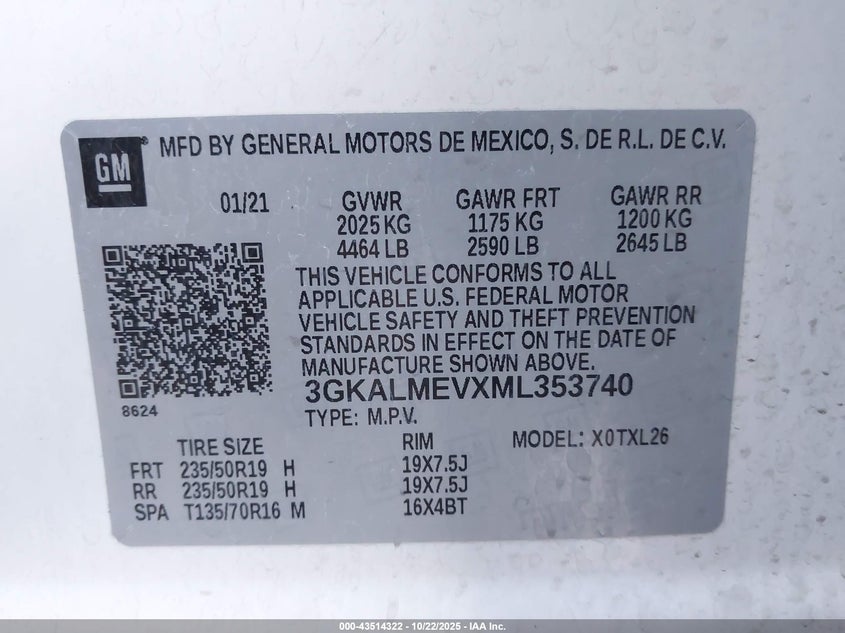 GM ® MFD BY GENERAL MOTORS DE MEXICO, S. DE R.L. DE C.V.
01/21 GVWR GAWR FRT GAWR RR
2025 KG 1175 KG 1200 KG
4464 LB 2590 LB 2645 LB
THIS VEHICLE CONFORMS TO ALL
APPLICABLE U.S. FEDERAL MOTOR
VEHICLE SAFETY AND THEFT PREVENTION
STANDARDS IN EFFECT ON THE DATE OF
MANUFACTURE SHOWN ABOVE.
8624 3GKALMEVXML353740
TYPE: M.P.V.
TIRE SIZE RIM MODEL: X0TXL26
FRT 235/50R19 H 19X7.5J
RR 235/50R19 H 19X7.5J
SPA T135/70R16 M 16X4BT
000-43514322 - 10/22/2025 - IAA Inc.